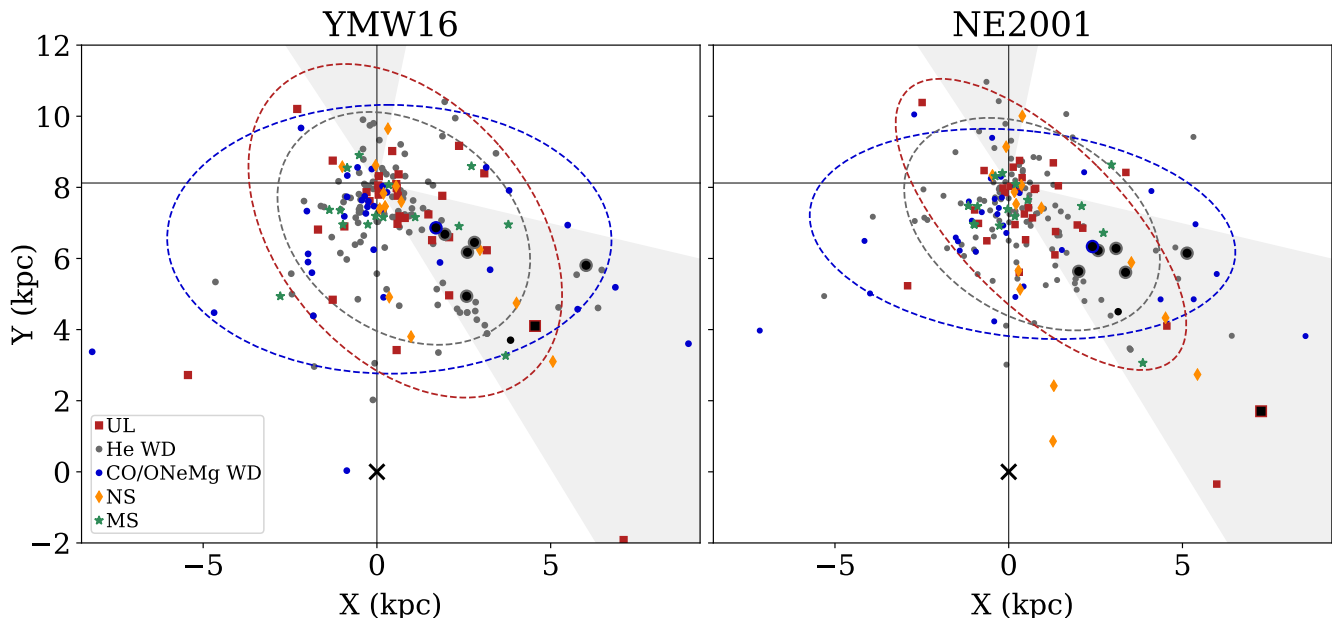 YMW16
NE2001
12
10
8
6
4
2
0
−2
Y (kpc)
UL
He WD
CO/ONeMg WD
NS
MS
−5
0
5
−5
0
5
X (kpc)
X (kpc)